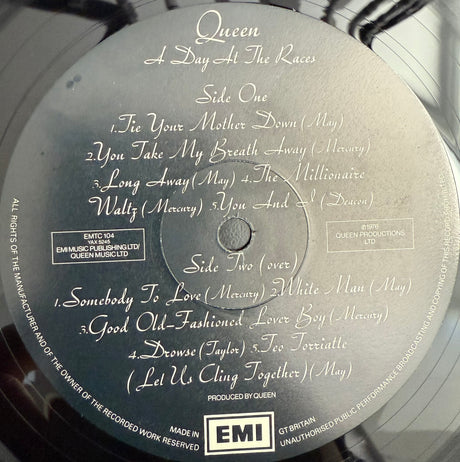 Queen
A Day At The Races
Side One
1.Tie Your Mother Down (May)
2.You Take My Breath Away (Mercury)
3.Long Away (May) 4.The Millionaire
Waltz (Mercury) 5.You And I (Deacon)
EMTC 104
YAX 5245
EMI MUSIC PUBLISHING LTD/
QUEEN MUSIC LTD
℗1976
QUEEN PRODUCTIONS
LTD
Side Two (over)
1.Somebody To Love (Mercury) 2.White Man (May)
3.Good Old-Fashioned Lover Boy (Mercury)
4.Drowse (Taylor) 5.Teo Torriatte
(Let Us Cling Together) (May)
PRODUCED BY QUEEN
MADE IN
EMI
GT BRITAIN
ALL RIGHTS OF THE MANUFACTURER AND OF THE OWNER OF THE RECORDED WORK RESERVED
UNAUTHORISED PUBLIC PERFORMANCE BROADCASTING AND COPYING OF THIS RECORD